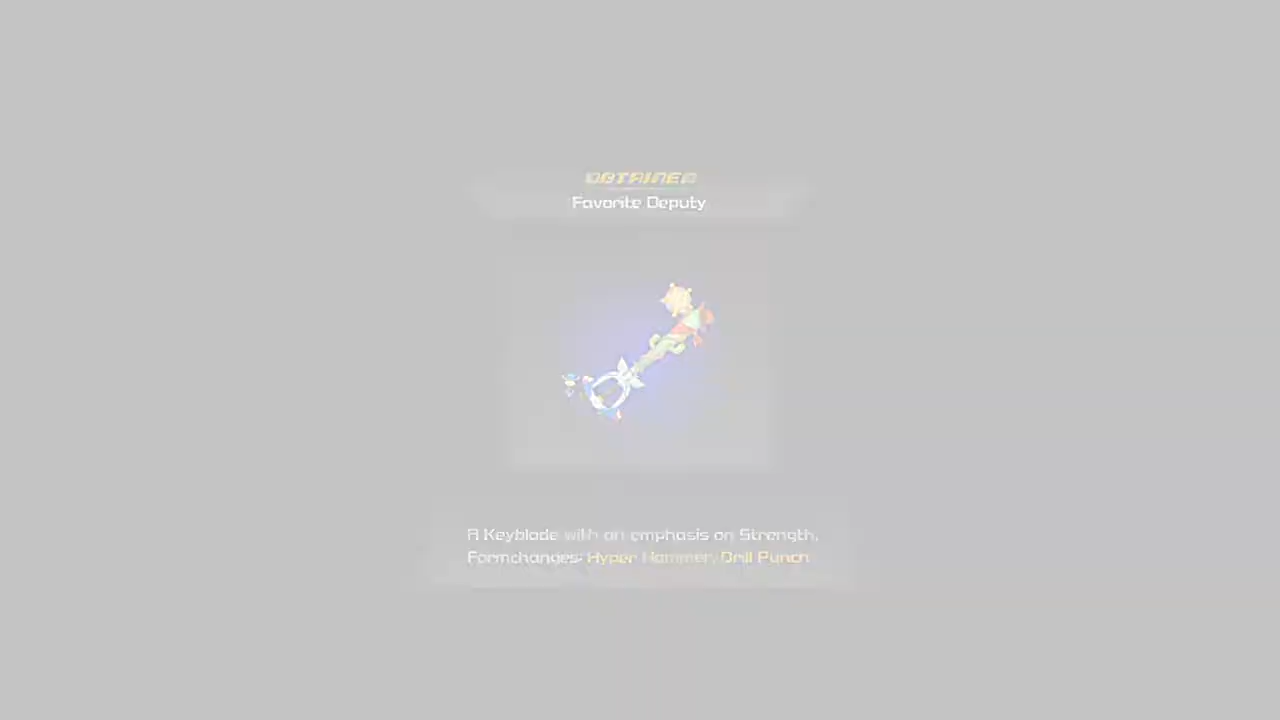 OBTAINED
Favorite Deputy
A Keyblade with an emphasis on Strength.
Formchanges: Hyper Hammer, Drill Punch